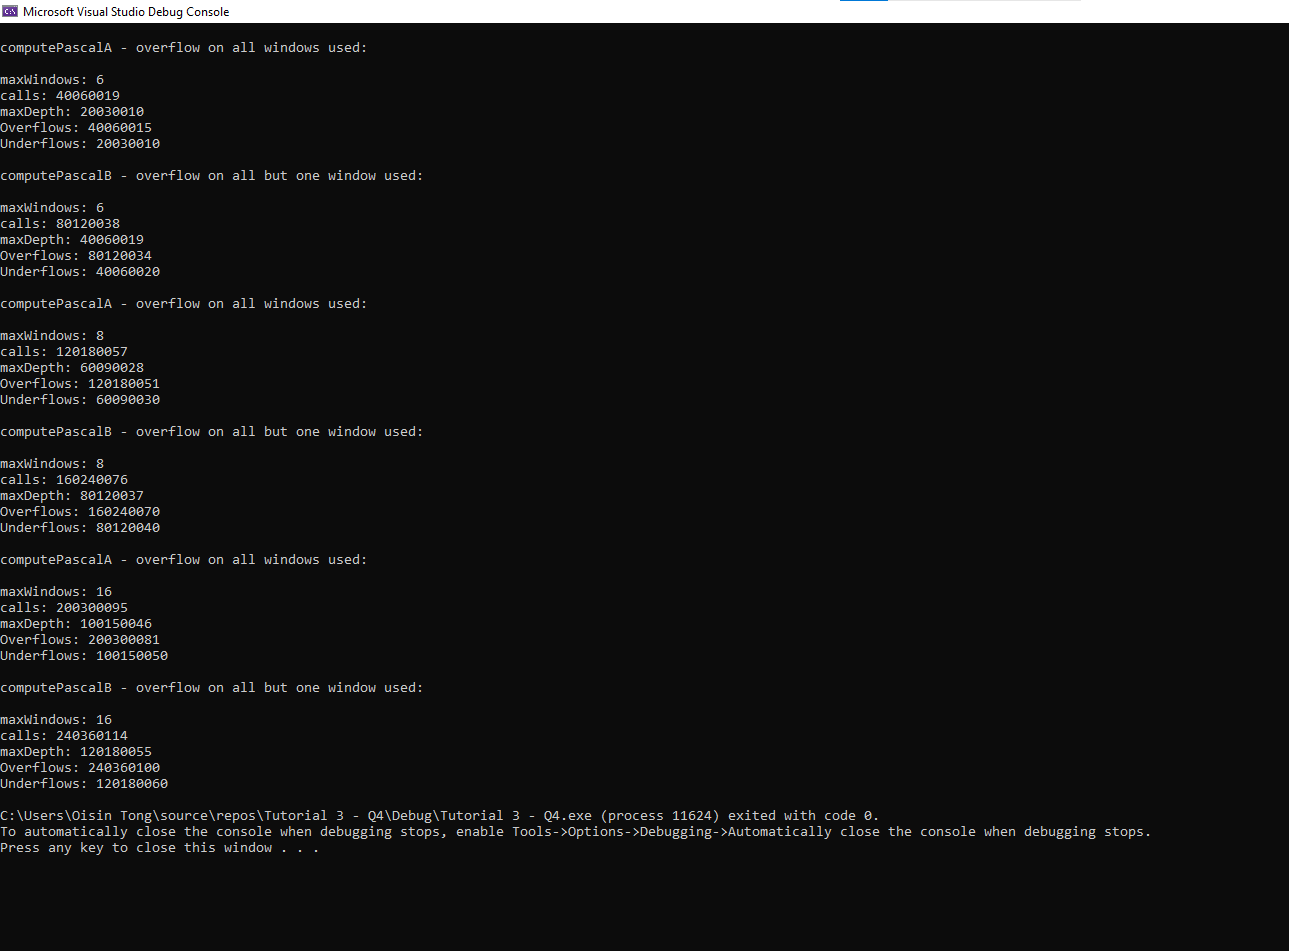 Microsoft Visual Studio Debug Console
computePascalA - overflow on all windows used:
maxWindows: 6
calls: 40060019
maxDepth: 20030010
Overflows: 40060015
Underflows: 20030010
computePascalB - overflow on all but one window used:
maxWindows: 6
calls: 80120038
maxDepth: 40060019
Overflows: 80120034
Underflows: 40060020
computePascalA - overflow on all windows used:
maxWindows: 8
calls: 120180057
maxDepth: 60090028
Overflows: 120180051
Underflows: 60090030
computePascalB - overflow on all but one window used:
maxWindows: 8
calls: 160240076
maxDepth: 80120037
Overflows: 160240070
Underflows: 80120040
computePascalA - overflow on all windows used:
maxWindows: 16
calls: 200300095
maxDepth: 100150046
Overflows: 200300081
Underflows: 100150050
computePascalB - overflow on all but one window used:
maxWindows: 16
calls: 240360114
maxDepth: 120180055
Overflows: 240360100
Underflows: 120180060
C:\Users\Oisin Tong\source\repos\Tutorial 3 - Q4\Debug\Tutorial 3 - Q4.exe (process 11624) exited with code 0.
To automatically close the console when debugging stops, enable Tools->Options->Debugging->Automatically close the console when debugging stops.
Press any key to close this window . . .